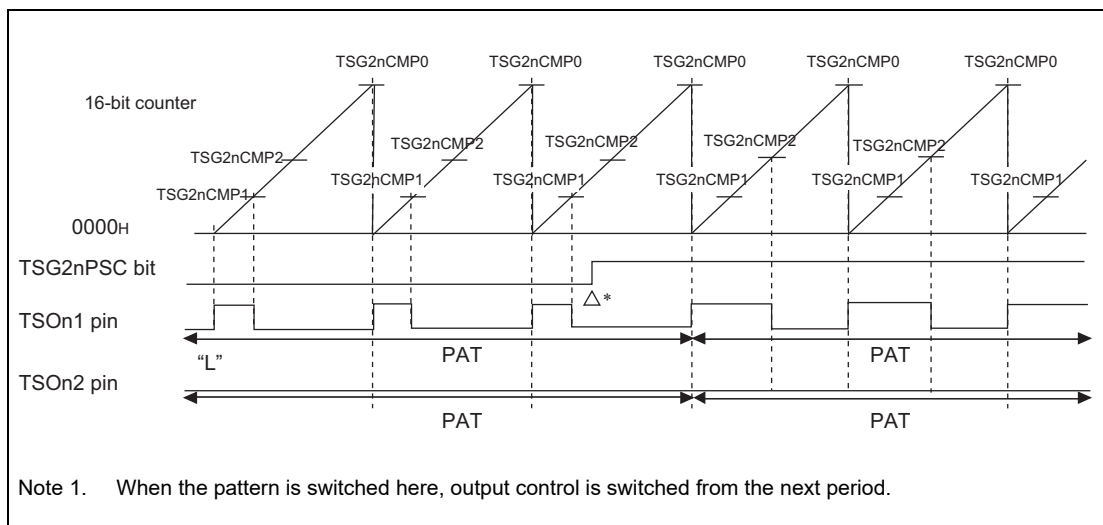 TSG2nCMP0 TSG2nCMP0 TSG2nCMP0 TSG2nCMP0 TSG2nCMP0
16-bit counter
TSG2nCMP2 TSG2nCMP2 TSG2nCMP2 TSG2nCMP2 TSG2nCMP2
TSG2nCMP1 TSG2nCMP1 TSG2nCMP1 TSG2nCMP1 TSG2nCMP1 TSG2nCMP1
0000H
TSG2nPSC bit
△*
TSOn1 pin
PAT PAT
“L”
TSOn2 pin
PAT PAT
Note 1. When the pattern is switched here, output control is switched from the next period.